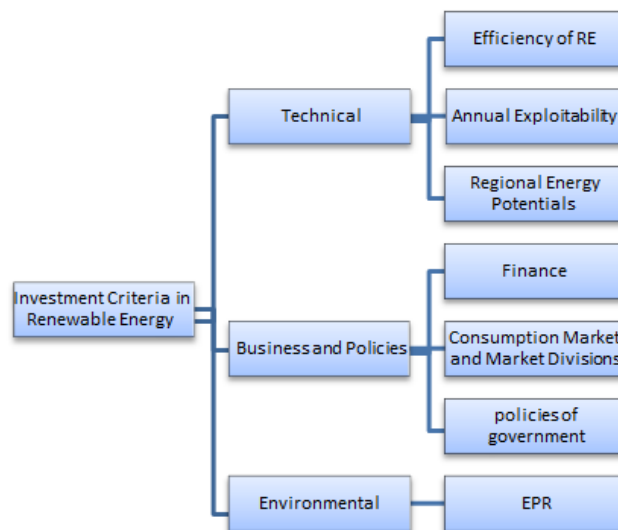 Efficiency of RE
Technical
Annual Exploitability
Regional Energy
Potentials
Finance
Investment Criteria in
Renewable Energy
Business and Policies
Consumption Market
and Market Divisions
policies of
government
Environmental
EPR